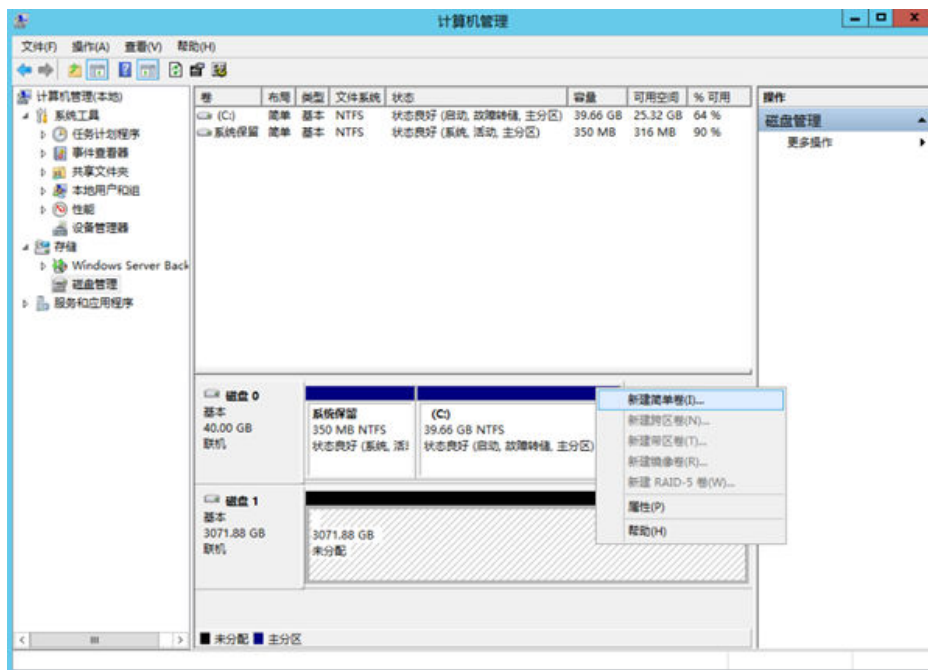 计算机管理
文件(F) 操作(A) 查看(V) 帮助(H)
计算机管理(本地)
系统工具
任务计划程序
事件查看器
共享文件夹
本地用户和组
性能
设备管理器
存储
Windows Server Back
磁盘管理
服务和应用程序
卷 布局 类型 文件系统 状态 容量 可用空间 % 可用
(C:) 简单 基本 NTFS 状态良好 (启动, 故障转储, 主分区) 39.66 GB 25.32 GB 64 %
系统保留 简单 基本 NTFS 状态良好 (系统, 活动, 主分区) 350 MB 316 MB 90 %
操作
磁盘管理
更多操作
磁盘 0
基本
40.00 GB
联机
系统保留
350 MB NTFS
状态良好 (系统, 活
(C:)
39.66 GB NTFS
状态良好 (启动, 故障转储, 主分区)
新建简单卷(I)...
新建跨区卷(N)...
新建带区卷(T)...
新建镜像卷(R)...
新建 RAID-5 卷(W)...
属性(P)
帮助(H)
磁盘 1
基本
3071.88 GB
联机
3071.88 GB
未分配
未分配 主分区